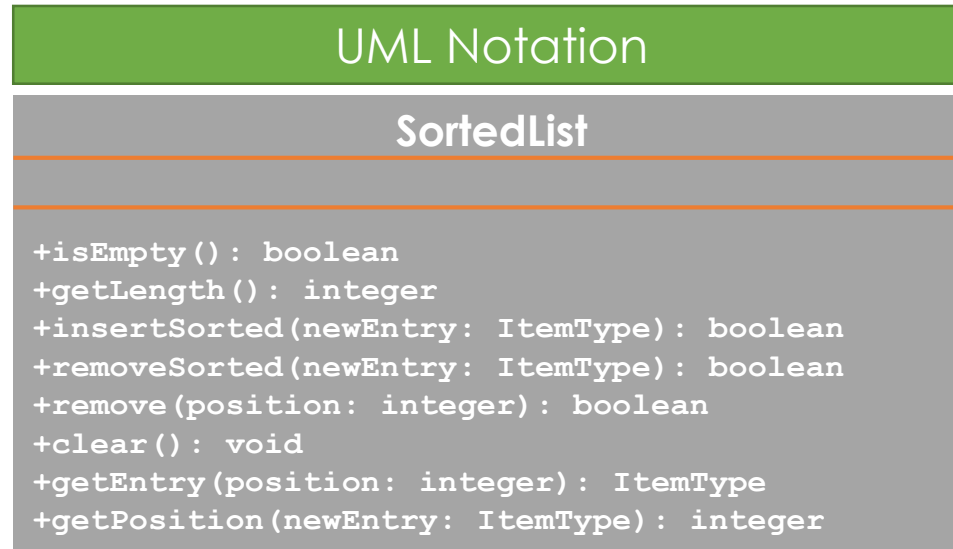 UML Notation
SortedList
+isEmpty(): boolean
+getLength(): integer
+insertSorted(newEntry: ItemType): boolean
+removeSorted(newEntry: ItemType): boolean
+remove(position: integer): boolean
+clear(): void
+getEntry(position: integer): ItemType
+getPosition(newEntry: ItemType): integer